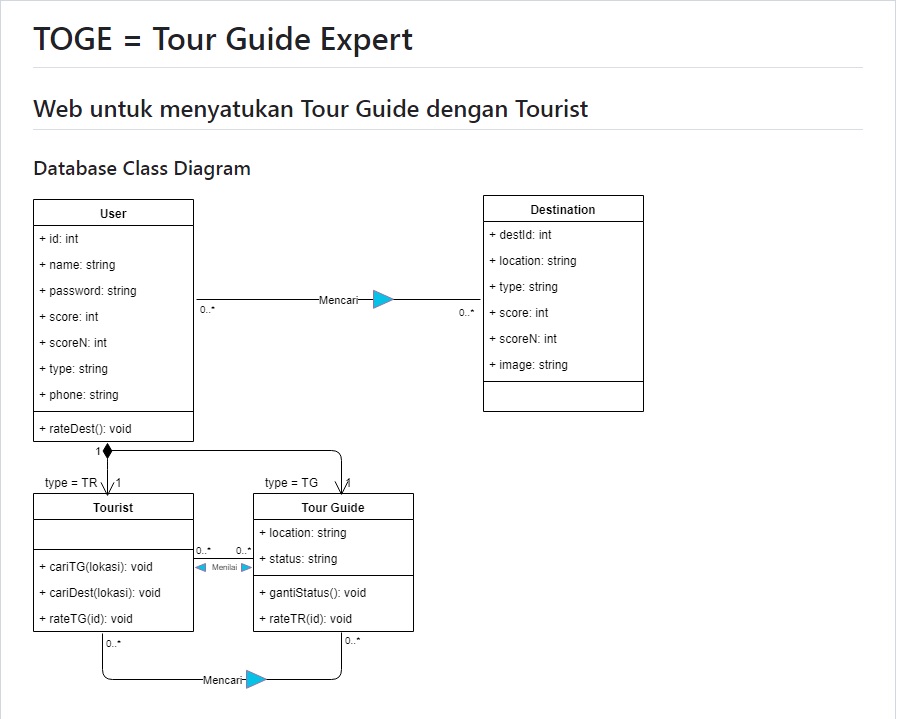 TOGE = Tour Guide Expert
Web untuk menyatukan Tour Guide dengan Tourist
Database Class Diagram
User
+ id: int
+ name: string
+ password: string
+ score: int
+ scoreN: int
+ type: string
+ phone: string
+ rateDest(): void
0..*
Mencari
0..*
Destination
+ destId: int
+ location: string
+ type: string
+ score: int
+ scoreN: int
+ image: string
1
type = TR
1
type = TG
1
Tourist
+ cariTG(lokasi): void
+ cariDest(lokasi): void
+ rateTG(id): void
0..*
0..*
Menilai
Tour Guide
+ location: string
+ status: string
+ gantiStatus(): void
+ rateTR(id): void
0..*
0..*
Mencari